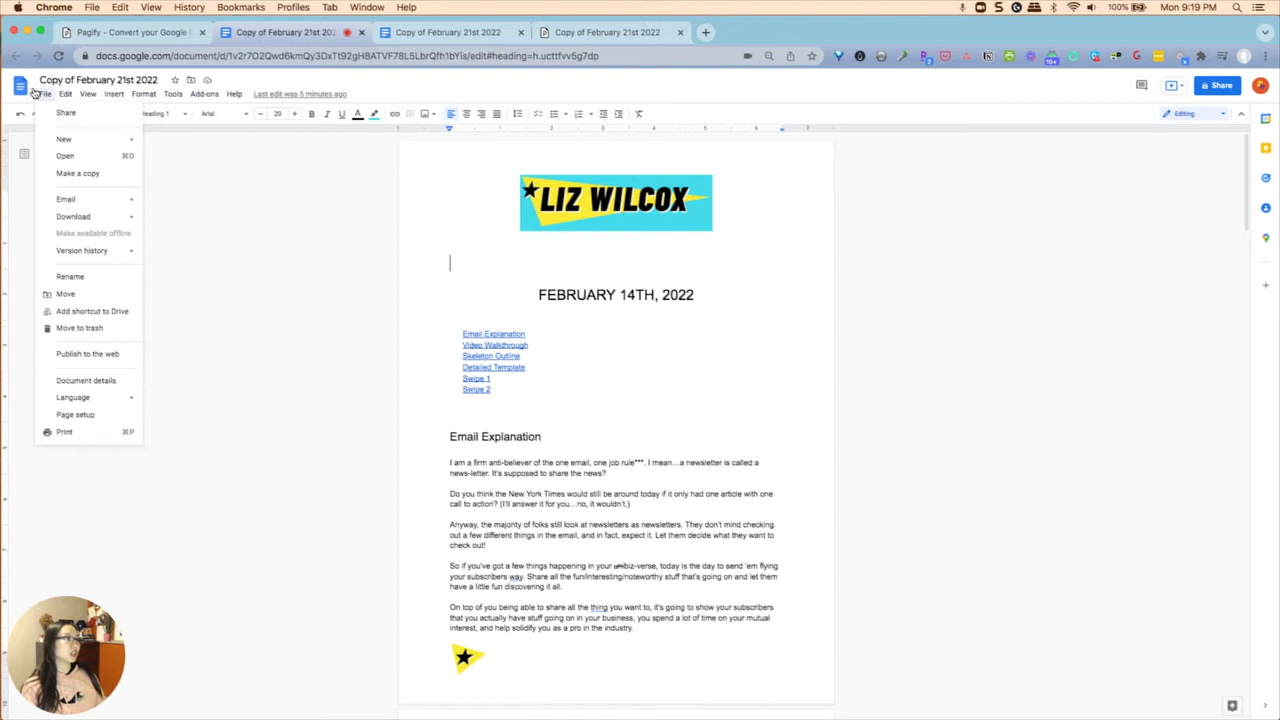 Chrome File Edit View History Bookmarks Profiles Tab Window Help 100% Mon 9:19 PM
Pagify - Convert your Google Copy of February 21st 202 Copy of February 21st 2022 Copy of February 21st 2022
docs.google.com/document/d/1v2r7O2Qwd6kmQy3DxTt92gHBATVF78L5LbrOfh1bYis/edit#heading=h.ucttfvv5g7dp
Copy of February 21st 2022
File Edit View Insert Format Tools Add-ons Help Last edit was 5 minutes ago
Share
Heading 1 Arial 20 Editing
Share
New
Open ⌘O
Make a copy
Email
Download
Make available offline
Version history
Rename
Move
Add shortcut to Drive
Move to trash
Publish to the web
Document details
Language
Page setup
Print ⌘P
LIZ WILCOX
FEBRUARY 14TH, 2022
Email Explanation
Video Walkthrough
Skeleton Outline
Detailed Template
Swipe 1
Swipe 2
Email Explanation
I am a firm anti-believer of the one email, one job rule***. I mean...a newsletter is called a
news-letter. It's supposed to share the news?
Do you think the New York Times would still be around today if it only had one article with one
call to action? (I'll answer it for you...no, it wouldn't.)
Anyway, the majority of folks still look at newsletters as newsletters. They don't mind checking
out a few different things in the email, and in fact, expect it. Let them decide what they want to
check out!
So if you've got a few things happening in your unibiz-verse, today is the day to send 'em flying
your subscribers way. Share all the fun/interesting/noteworthy stuff that's going on and let them
have a little fun discovering it all.
On top of you being able to share all the thing you want to, it's going to show your subscribers
that you actually have stuff going on in your business, you spend a lot of time on your mutual
interest, and help solidify you as a pro in the industry.